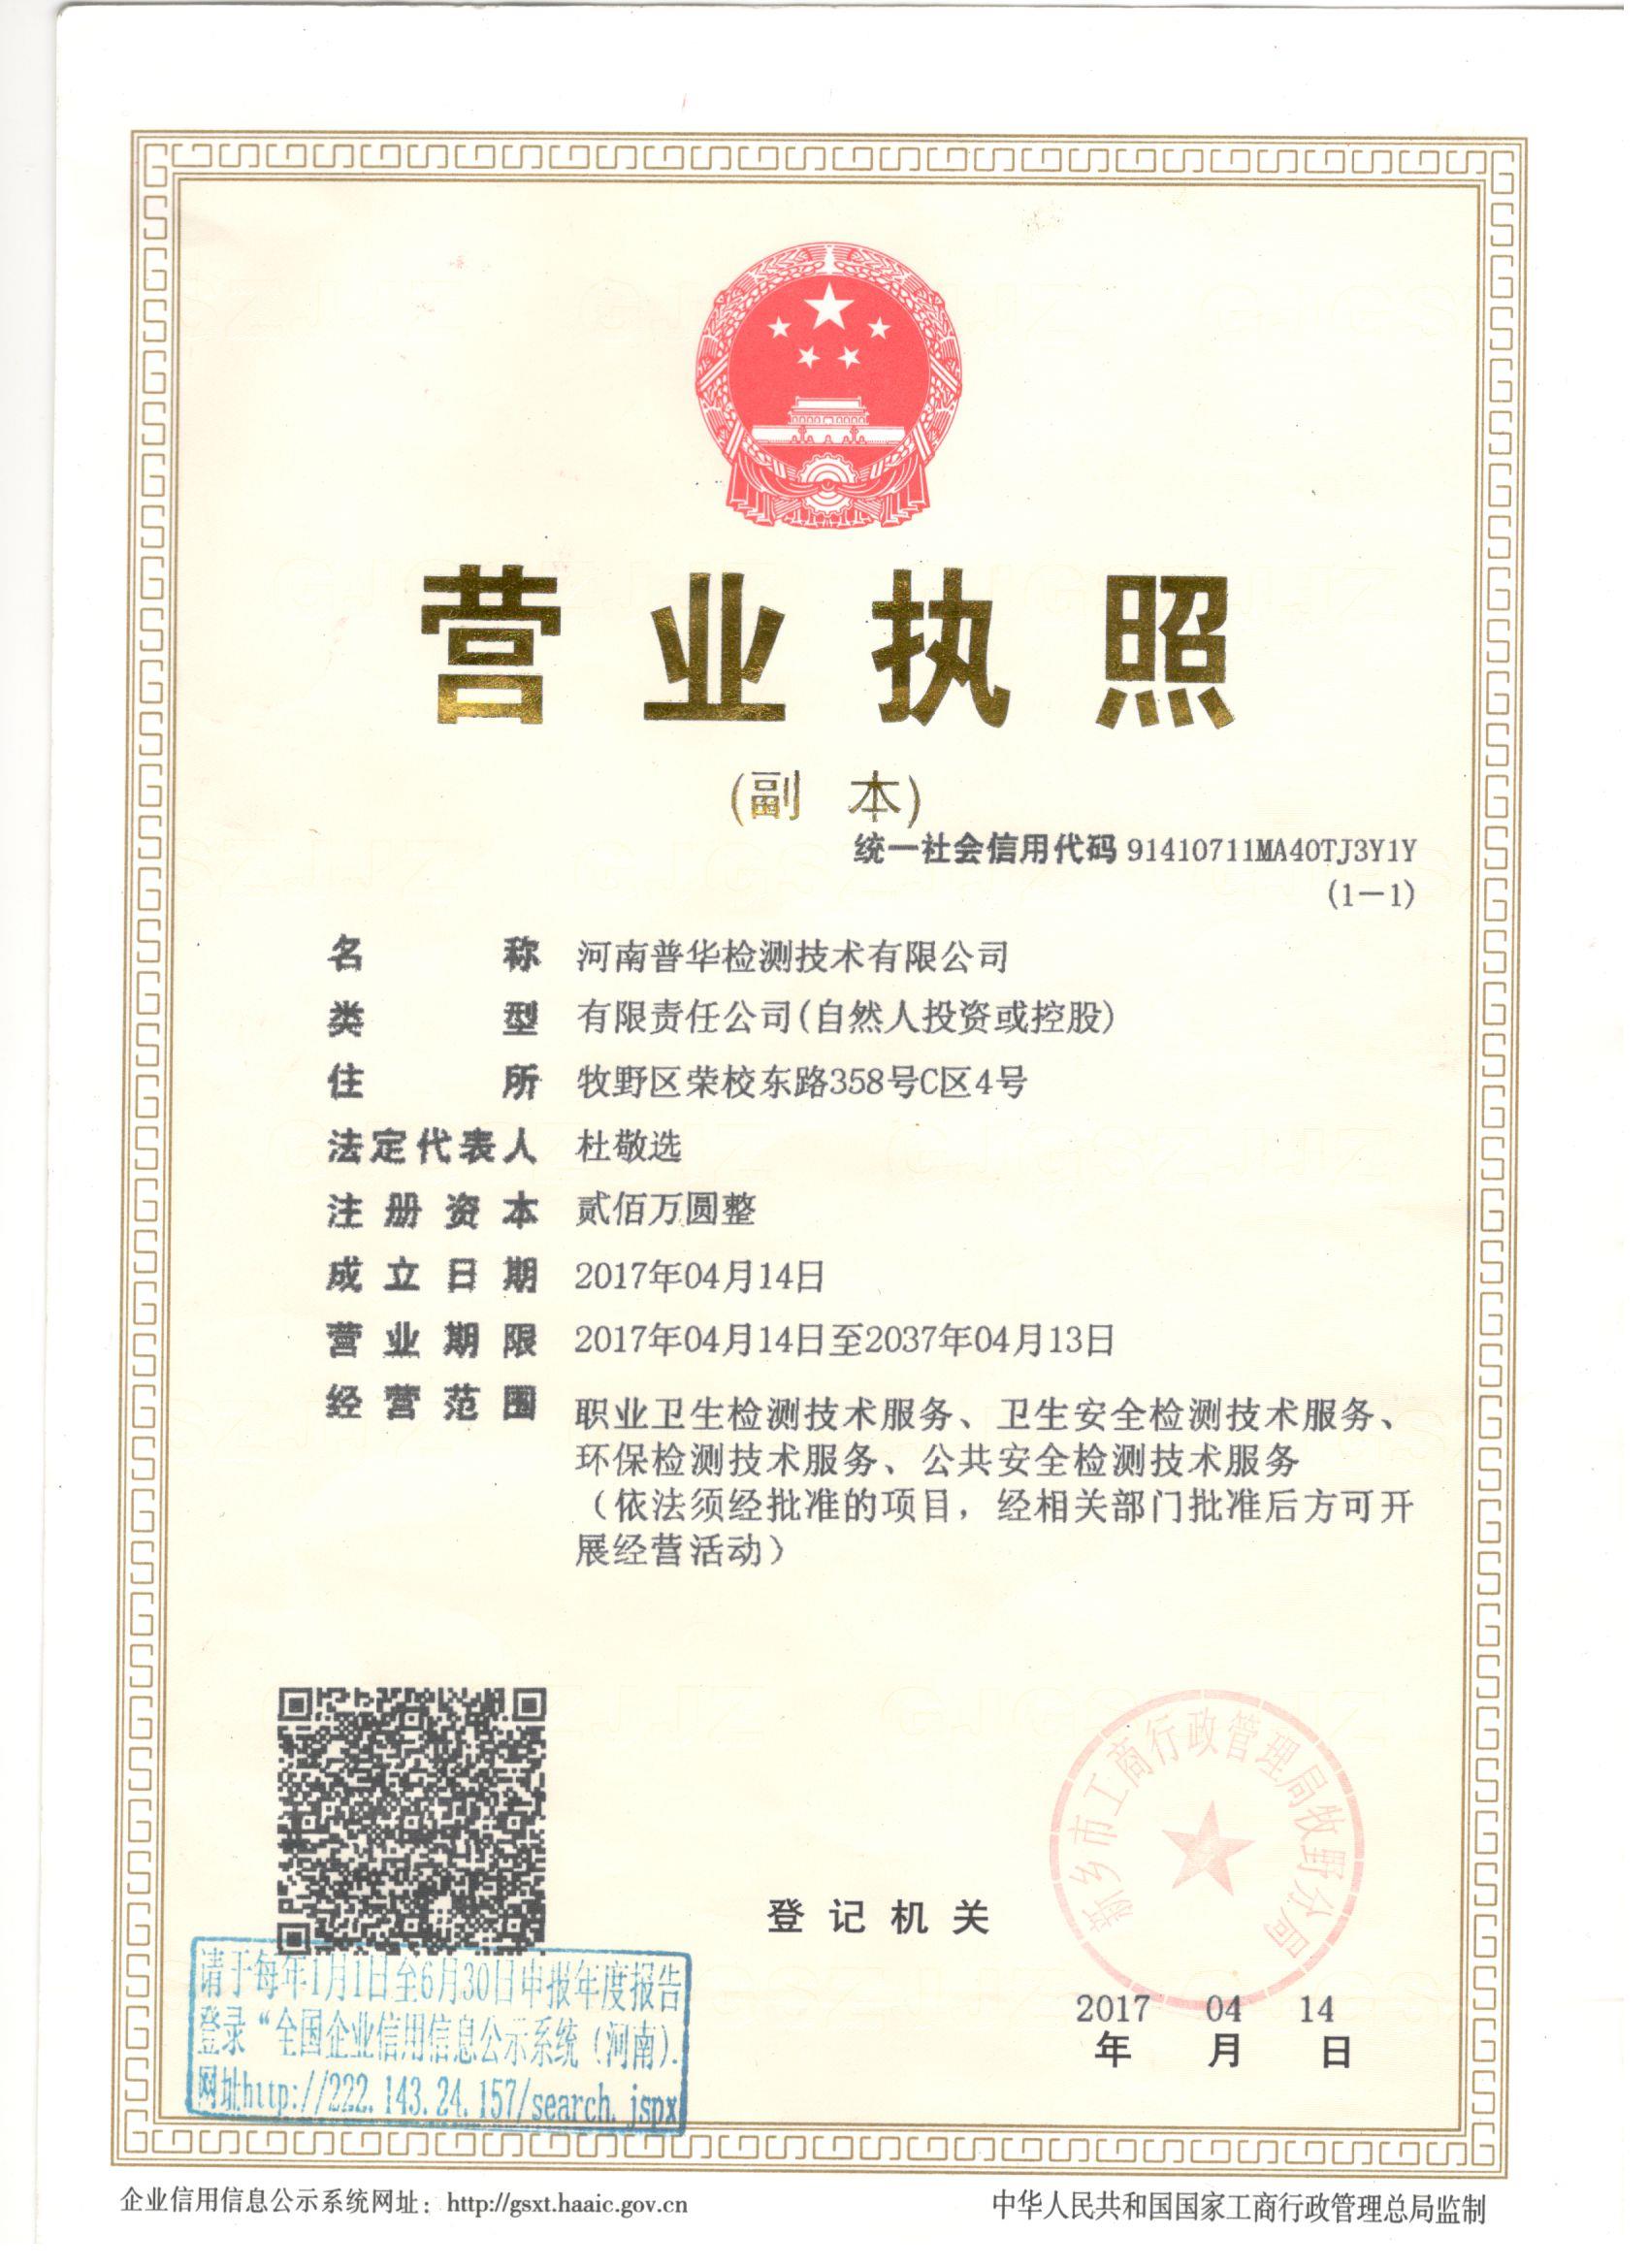 营业执照
(副 本)
统一社会信用代码 91410711MA40TJ3Y1Y
(1-1)
名称 河南普华检测技术有限公司
类型 有限责任公司(自然人投资或控股)
住所 牧野区荣校东路358号C区4号
法定代表人 杜敬选
注册资本 贰佰万圆整
成立日期 2017年04月14日
营业期限 2017年04月14日至2037年04月13日
经营范围 职业卫生检测技术服务、卫生安全检测技术服务、
环保检测技术服务、公共安全检测技术服务
（依法须经批准的项目，经相关部门批准后方可开
展经营活动）
新乡市工商行政管理局牧野分局
登记机关
2017 04 14
年 月 日
请于每年1月1日至6月30日申报年度报告
登录“全国企业信用信息公示系统（河南).
网址http://222.143.24.157/search.jspx
企业信用信息公示系统网址：http://gsxt.haaic.gov.cn
中华人民共和国国家工商行政管理总局监制